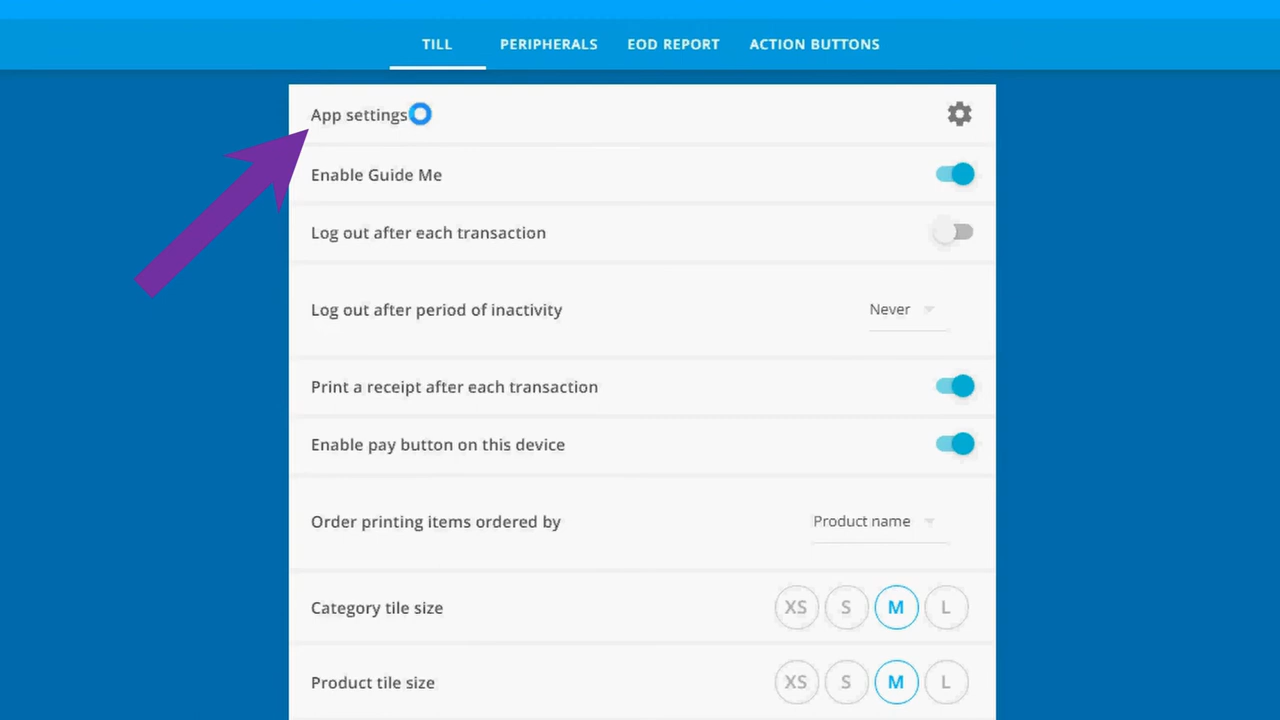 TILL PERIPHERALS EOD REPORT ACTION BUTTONS
App settings
Enable Guide Me
Log out after each transaction
Log out after period of inactivity Never
Print a receipt after each transaction
Enable pay button on this device
Order printing items ordered by Product name
Category tile size XS S M L
Product tile size XS S M L